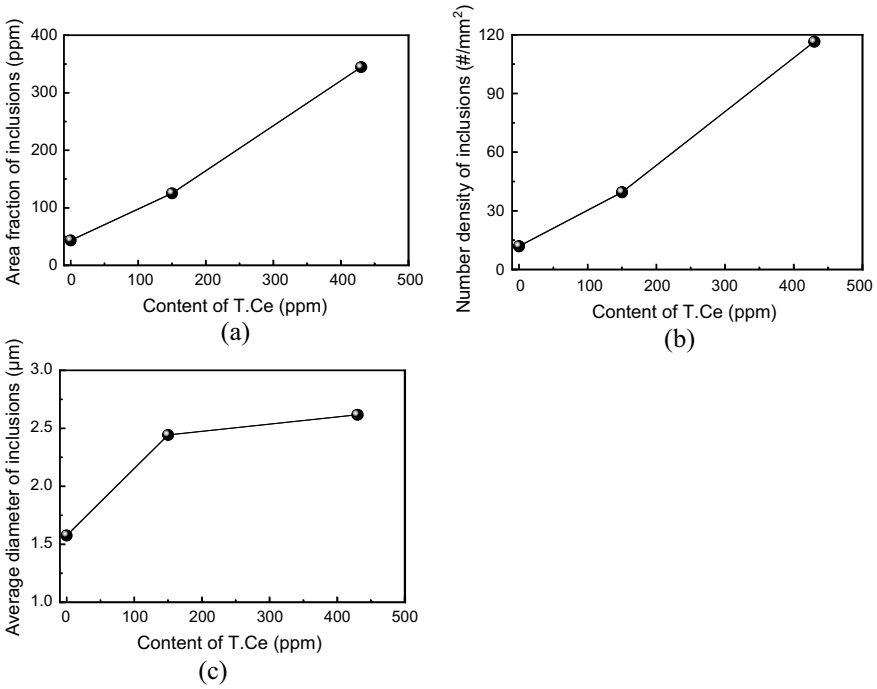 400
300
200
100
0
Area fraction of inclusions (ppm)
0 100 200 300 400 500
Content of T.Ce (ppm)
(a)
120
90
60
30
0
Number density of inclusions (#/mm²)
0 100 200 300 400 500
Content of T.Ce (ppm)
(b)
3.0
2.5
2.0
1.5
1.0
Average diameter of inclusions (μm)
0 100 200 300 400 500
Content of T.Ce (ppm)
(c)